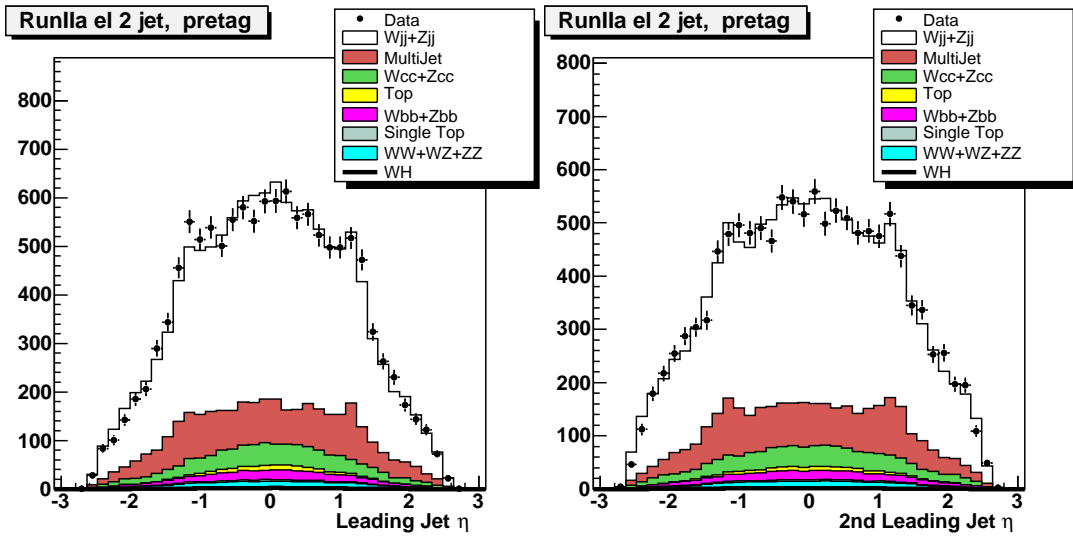 RunIIa el 2 jet, pretag
Data
Wjj+Zjj
MultiJet
Wcc+Zcc
Top
Wbb+Zbb
Single Top
WW+WZ+ZZ
WH
800
700
600
500
400
300
200
100
0
-3 -2 -1 0 1 2 3
Leading Jet η
RunIIa el 2 jet, pretag
Data
Wjj+Zjj
MultiJet
Wcc+Zcc
Top
Wbb+Zbb
Single Top
WW+WZ+ZZ
WH
800
700
600
500
400
300
200
100
0
-3 -2 -1 0 1 2 3
2nd Leading Jet η